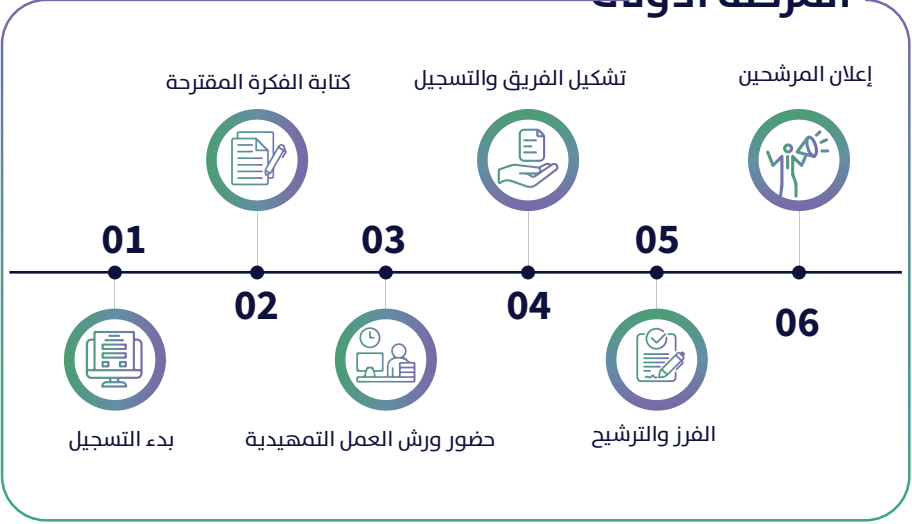 01
بدء التسجيل
02
كتابة الفكرة المقترحة
03
حضور ورش العمل التمهيدية
04
تشكيل الفريق والتسجيل
05
الفرز والترشيح
06
إعلان المرشحين